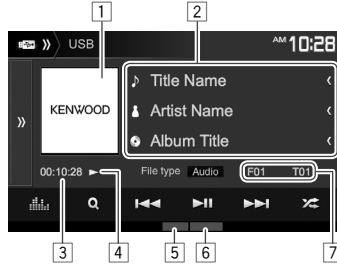 1 2
USB AM 10:28
KENWOOD
Title Name
Artist Name
Album Title
00:10:28 File type Audio F01 T01
3 4 5 6 7